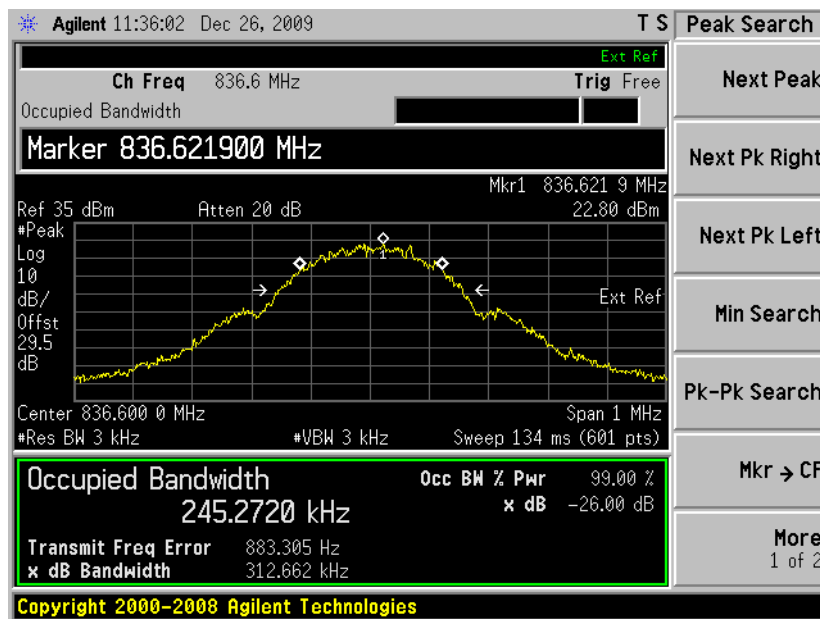 Agilent 11:36:02 Dec 26, 2009 T S
Peak Search
Ext Ref
Ch Freq 836.6 MHz Trig Free
Occupied Bandwidth
Marker 836.621900 MHz
Mkr1 836.621 9 MHz
Ref 35 dBm Atten 20 dB 22.80 dBm
#Peak
Log
10
dB/
Offst
29.5
dB
1
Ext Ref
Center 836.600 0 MHz Span 1 MHz
#Res BW 3 kHz #VBW 3 kHz Sweep 134 ms (601 pts)
Occupied Bandwidth Occ BW % Pwr 99.00 %
245.2720 kHz x dB -26.00 dB
Transmit Freq Error 883.305 Hz
x dB Bandwidth 312.662 kHz
Next Peak
Next Pk Right
Next Pk Left
Min Search
Pk-Pk Search
Mkr → CF
More
1 of 2
Copyright 2000-2008 Agilent Technologies